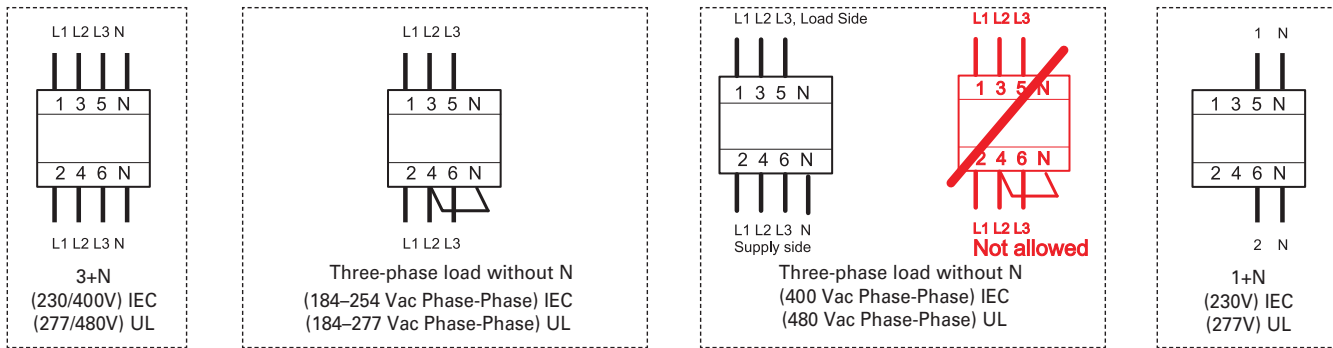 L1 L2 L3 N
1 3 5 N
2 4 6 N
L1 L2 L3 N
3+N
(230/400V) IEC
(277/480V) UL
L1 L2 L3
1 3 5 N
2 4 6 N
L1 L2 L3
Three-phase load without N
(184–254 Vac Phase-Phase) IEC
(184–277 Vac Phase-Phase) UL
L1 L2 L3, Load Side
1 3 5 N
2 4 6 N
L1 L2 L3 N
Supply side
L1 L2 L3
1 3 5 N
2 4 6 N
L1 L2 L3
Not allowed
Three-phase load without N
(400 Vac Phase-Phase) IEC
(480 Vac Phase-Phase) UL
1 N
1 3 5 N
2 4 6 N
2 N
1+N
(230V) IEC
(277V) UL